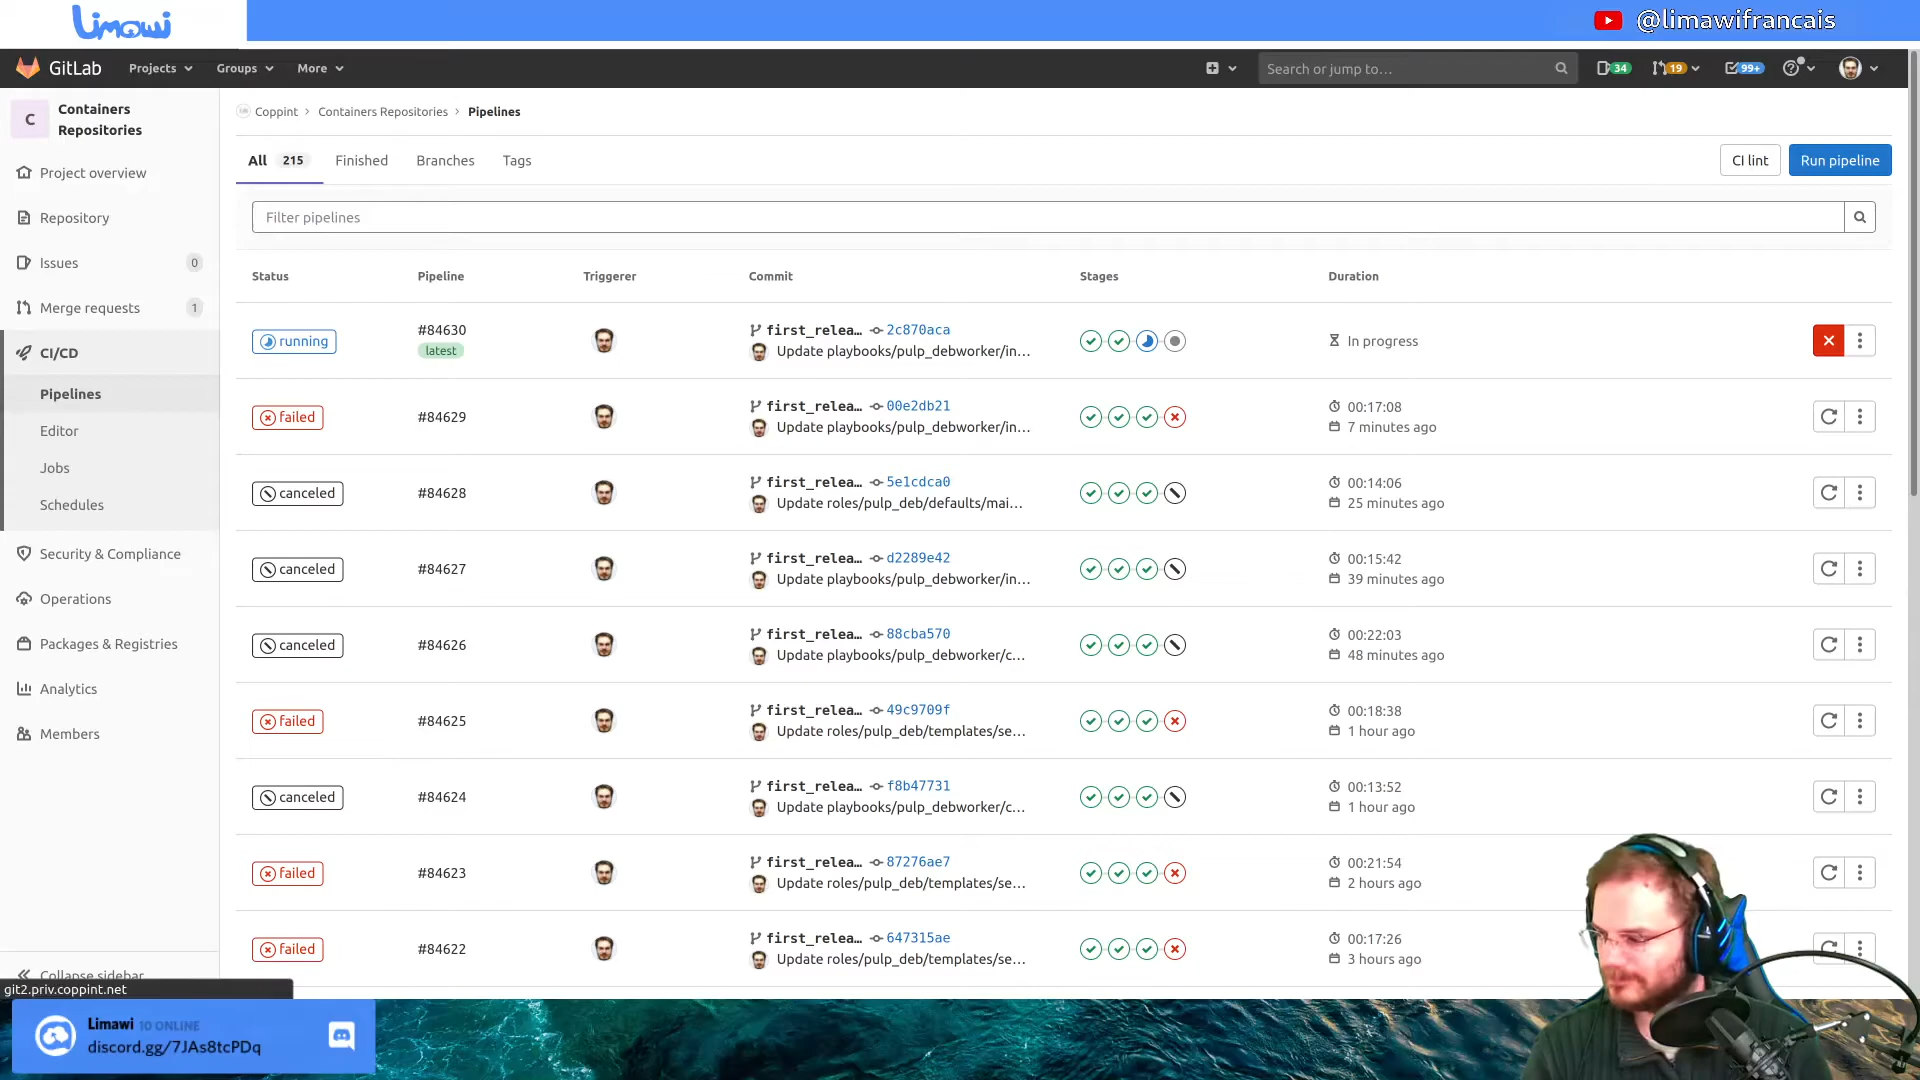 Limawi
@limawifrancais
GitLab Projects Groups More Search or jump to... 34 19 99+
C Containers Repositories
Coppint > Containers Repositories > Pipelines
Project overview
Repository
Issues 0
Merge requests 1
CI/CD
Pipelines
Editor
Jobs
Schedules
Security & Compliance
Operations
Packages & Registries
Analytics
Members
Collapse sidebar
All 215 Finished Branches Tags CI lint Run pipeline
Filter pipelines
Status Pipeline Triggerer Commit Stages Duration
running #84630 first_relea... 2c870aca In progress
latest Update playbooks/pulp_debworker/in...
failed #84629 first_relea... 00e2db21 00:17:08
Update playbooks/pulp_debworker/in... 7 minutes ago
canceled #84628 first_relea... 5e1cdca0 00:14:06
Update roles/pulp_deb/defaults/mai... 25 minutes ago
canceled #84627 first_relea... d2289e42 00:15:42
Update playbooks/pulp_debworker/in... 39 minutes ago
canceled #84626 first_relea... 88cba570 00:22:03
Update playbooks/pulp_debworker/c... 48 minutes ago
failed #84625 first_relea... 49c9709f 00:18:38
Update roles/pulp_deb/templates/se... 1 hour ago
canceled #84624 first_relea... f8b47731 00:13:52
Update playbooks/pulp_debworker/c... 1 hour ago
failed #84623 first_relea... 87276ae7 00:21:54
Update roles/pulp_deb/templates/se... 2 hours ago
failed #84622 first_relea... 647315ae 00:17:26
Update roles/pulp_deb/templates/se... 3 hours ago
git2.priv.coppint.net
Limawi 10 ONLINE
discord.gg/7JAs8tcPDq